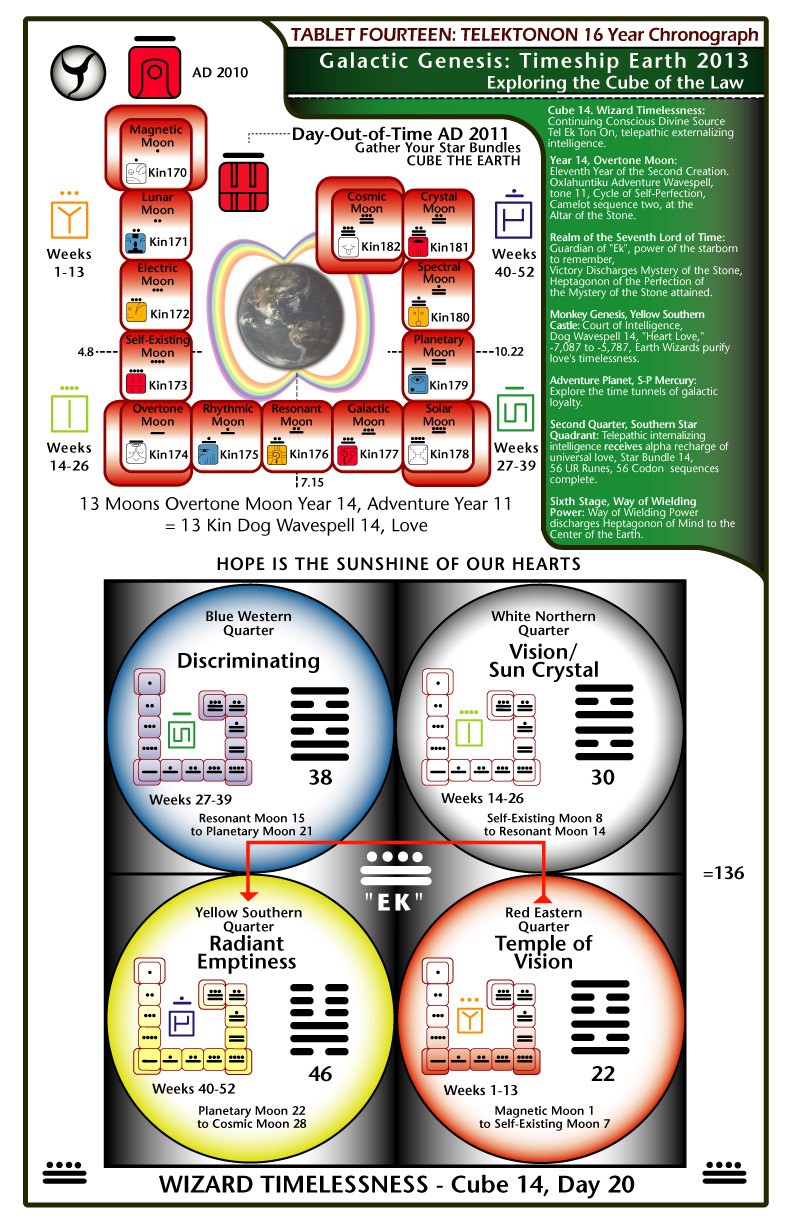 TABLET FOURTEEN: TELEKTONON 16 Year Chronograph
Galactic Genesis: Timeship Earth 2013
Exploring the Cube of the Law
AD 2010
Day-Out-of-Time AD 2011
Gather Your Star Bundles
CUBE THE EARTH
Magnetic
Moon
Kin170
Lunar
Moon
Kin171
Electric
Moon
Kin172
Self-Existing
Moon
Kin173
Overtone
Moon
Kin174
Rhythmic
Moon
Kin175
Resonant
Moon
Kin176
Galactic
Moon
Kin177
Solar
Moon
Kin178
Planetary
Moon
Kin179
Spectral
Moon
Kin180
Crystal
Moon
Kin181
Cosmic
Moon
Kin182
Weeks
1-13
Weeks
40-52
4.8
10.22
Weeks
14-26
Weeks
27-39
7.15
13 Moons Overtone Moon Year 14, Adventure Year 11
= 13 Kin Dog Wavespell 14, Love
Cube 14. Wizard Timelessness:
Continuing Conscious Divine Source
Tel Ek Ton On, telepathic externalizing
intelligence.
Year 14, Overtone Moon:
Eleventh Year of the Second Creation.
Oxlahuntiku Adventure Wavespell,
tone 11, Cycle of Self-Perfection,
Camelot sequence two, at the
Altar of the Stone.
Realm of the Seventh Lord of Time:
Guardian of "Ek", power of the starborn
to remember,
Victory Discharges Mystery of the Stone,
Heptagonon of the Perfection of
the Mystery of the Stone attained.
Monkey Genesis, Yellow Southern
Castle: Court of Intelligence,
Dog Wavespell 14, "Heart Love,"
-7,087 to -5,787, Earth Wizards purify
love's timelessness.
Adventure Planet, S-P Mercury:
Explore the time tunnels of galactic
loyalty.
Second Quarter, Southern Star
Quadrant: Telepathic internalizing
intelligence receives alpha recharge of
universal love, Star Bundle 14,
56 UR Runes, 56 Codon sequences
complete.
Sixth Stage, Way of Wielding
Power: Way of Wielding Power
discharges Heptagonon of Mind to the
Center of the Earth.
HOPE IS THE SUNSHINE OF OUR HEARTS
Blue Western
Quarter
Discriminating
38
Weeks 27-39
Resonant Moon 15
to Planetary Moon 21
White Northern
Quarter
Vision/
Sun Crystal
30
Weeks 14-26
Self-Existing Moon 8
to Resonant Moon 14
"EK"
=136
Yellow Southern
Quarter
Radiant
Emptiness
46
Weeks 40-52
Planetary Moon 22
to Cosmic Moon 28
Red Eastern
Quarter
Temple of
Vision
22
Weeks 1-13
Magnetic Moon 1
to Self-Existing Moon 7
WIZARD TIMELESSNESS - Cube 14, Day 20